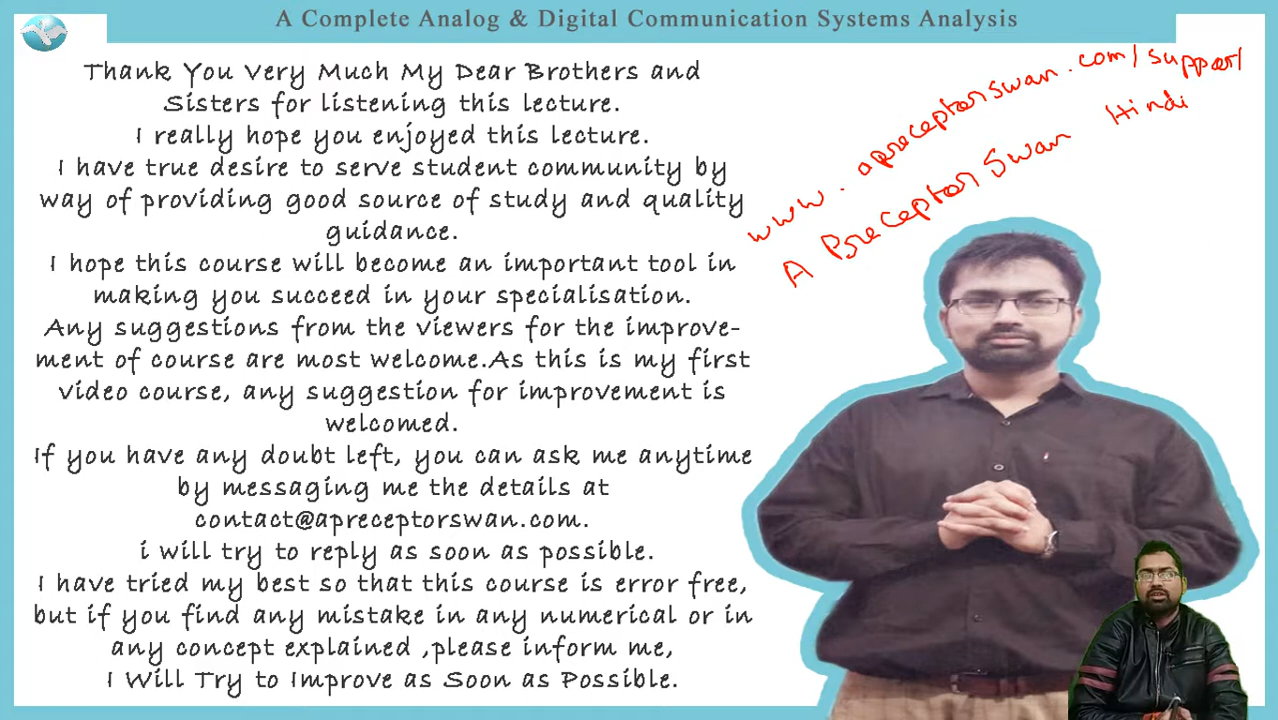 A Complete Analog & Digital Communication Systems Analysis
Thank You Very Much My Dear Brothers and
Sisters for listening this lecture.
I really hope you enjoyed this lecture.
I have true desire to serve student community by
way of providing good source of study and quality
guidance.
I hope this course will become an important tool in
making you succeed in your specialisation.
Any suggestions from the viewers for the improve-
ment of course are most welcome.As this is my first
video course, any suggestion for improvement is
welcomed.
If you have any doubt left, you can ask me anytime
by messaging me the details at
contact@apreceptorswan.com.
i will try to reply as soon as possible.
I have tried my best so that this course is error free,
but if you find any mistake in any numerical or in
any concept explained ,please inform me,
I Will Try to Improve as Soon as Possible.
www.apreceptorswan.com/support/
A Preceptor Swan Hindi